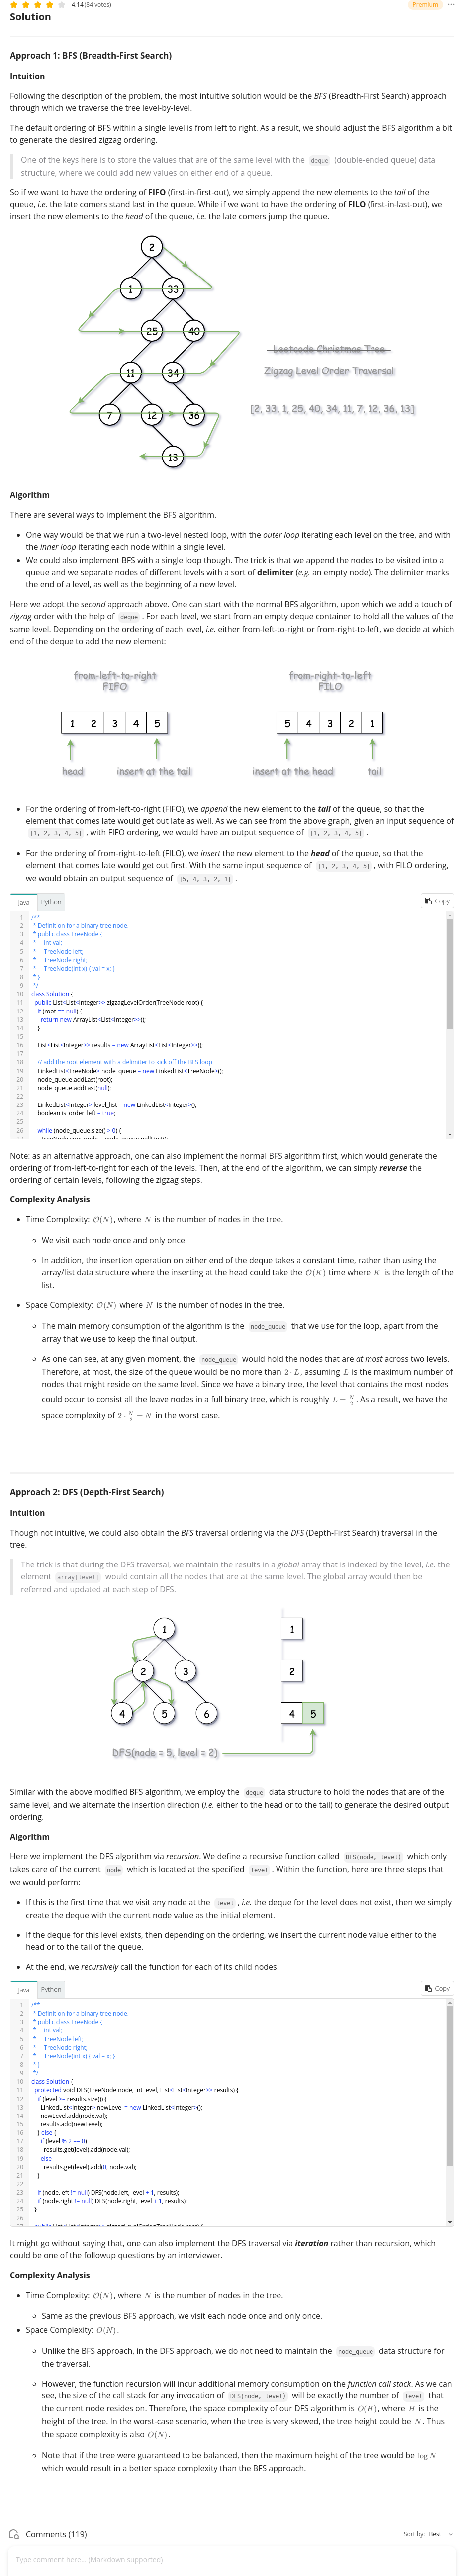 4.14 (84 votes)
Premium
Solution
Approach 1: BFS (Breadth-First Search)
Intuition
Following the description of the problem, the most intuitive solution would be the BFS (Breadth-First Search) approach
through which we traverse the tree level-by-level.
The default ordering of BFS within a single level is from left to right. As a result, we should adjust the BFS algorithm a bit
to generate the desired zigzag ordering.
One of the keys here is to store the values that are of the same level with the deque (double-ended queue) data
structure, where we could add new values on either end of a queue.
So if we want to have the ordering of FIFO (first-in-first-out), we simply append the new elements to the tail of the
queue, i.e. the late comers stand last in the queue. While if we want to have the ordering of FILO (first-in-last-out), we
insert the new elements to the head of the queue, i.e. the late comers jump the queue.
2
1 33
25 40
Leetcode Christmas Tree
Zigzag Level Order Traversal
11 34
7 12 36
[2, 33, 1, 25, 40, 34, 11, 7, 12, 36, 13]
13
Algorithm
There are several ways to implement the BFS algorithm.
• One way would be that we run a two-level nested loop, with the outer loop iterating each level on the tree, and with
the inner loop iterating each node within a single level.
• We could also implement BFS with a single loop though. The trick is that we append the nodes to be visited into a
queue and we separate nodes of different levels with a sort of delimiter (e.g. an empty node). The delimiter marks
the end of a level, as well as the beginning of a new level.
Here we adopt the second approach above. One can start with the normal BFS algorithm, upon which we add a touch of
zigzag order with the help of deque . For each level, we start from an empty deque container to hold all the values of the
same level. Depending on the ordering of each level, i.e. either from-left-to-right or from-right-to-left, we decide at which
end of the deque to add the new element:
from-left-to-right
FIFO
from-right-to-left
FILO
1 2 3 4 5
5 4 3 2 1
head insert at the tail
insert at the head tail
• For the ordering of from-left-to-right (FIFO), we append the new element to the tail of the queue, so that the
element that comes late would get out late as well. As we can see from the above graph, given an input sequence of
[1, 2, 3, 4, 5] , with FIFO ordering, we would have an output sequence of [1, 2, 3, 4, 5] .
• For the ordering of from-right-to-left (FILO), we insert the new element to the head of the queue, so that the
element that comes late would get out first. With the same input sequence of [1, 2, 3, 4, 5] , with FILO ordering,
we would obtain an output sequence of [5, 4, 3, 2, 1] .
Java Python Copy
1 /**
2 * Definition for a binary tree node.
3 * public class TreeNode {
4 * int val;
5 * TreeNode left;
6 * TreeNode right;
7 * TreeNode(int x) { val = x; }
8 * }
9 */
10 class Solution {
11 public List<List<Integer>> zigzagLevelOrder(TreeNode root) {
12 if (root == null) {
13 return new ArrayList<List<Integer>>();
14 }
15
16 List<List<Integer>> results = new ArrayList<List<Integer>>();
17
18 // add the root element with a delimiter to kick off the BFS loop
19 LinkedList<TreeNode> node_queue = new LinkedList<TreeNode>();
20 node_queue.addLast(root);
21 node_queue.addLast(null);
22
23 LinkedList<Integer> level_list = new LinkedList<Integer>();
24 boolean is_order_left = true;
25
26 while (node_queue.size() > 0) {
Note: as an alternative approach, one can also implement the normal BFS algorithm first, which would generate the
ordering of from-left-to-right for each of the levels. Then, at the end of the algorithm, we can simply reverse the
ordering of certain levels, following the zigzag steps.
Complexity Analysis
• Time Complexity: O(N), where N is the number of nodes in the tree.
◦ We visit each node once and only once.
◦ In addition, the insertion operation on either end of the deque takes a constant time, rather than using the
array/list data structure where the inserting at the head could take the O(K) time where K is the length of the
list.
• Space Complexity: O(N) where N is the number of nodes in the tree.
◦ The main memory consumption of the algorithm is the node_queue that we use for the loop, apart from the
array that we use to keep the final output.
◦ As one can see, at any given moment, the node_queue would hold the nodes that are at most across two levels.
Therefore, at most, the size of the queue would be no more than 2 · L, assuming L is the maximum number of
nodes that might reside on the same level. Since we have a binary tree, the level that contains the most nodes
could occur to consist all the leave nodes in a full binary tree, which is roughly L = N/2. As a result, we have the
space complexity of 2 · N/2 = N in the worst case.
Approach 2: DFS (Depth-First Search)
Intuition
Though not intuitive, we could also obtain the BFS traversal ordering via the DFS (Depth-First Search) traversal in the
tree.
The trick is that during the DFS traversal, we maintain the results in a global array that is indexed by the level, i.e. the
element array[level] would contain all the nodes that are at the same level. The global array would then be
referred and updated at each step of DFS.
1 1
2 3 2
4 5 6 4 5
DFS(node = 5, level = 2)
Similar with the above modified BFS algorithm, we employ the deque data structure to hold the nodes that are of the
same level, and we alternate the insertion direction (i.e. either to the head or to the tail) to generate the desired output
ordering.
Algorithm
Here we implement the DFS algorithm via recursion. We define a recursive function called DFS(node, level) which only
takes care of the current node which is located at the specified level . Within the function, here are three steps that
we would perform:
• If this is the first time that we visit any node at the level , i.e. the deque for the level does not exist, then we simply
create the deque with the current node value as the initial element.
• If the deque for this level exists, then depending on the ordering, we insert the current node value either to the
head or to the tail of the queue.
• At the end, we recursively call the function for each of its child nodes.
Java Python Copy
1 /**
2 * Definition for a binary tree node.
3 * public class TreeNode {
4 * int val;
5 * TreeNode left;
6 * TreeNode right;
7 * TreeNode(int x) { val = x; }
8 * }
9 */
10 class Solution {
11 protected void DFS(TreeNode node, int level, List<List<Integer>> results) {
12 if (level >= results.size()) {
13 LinkedList<Integer> newLevel = new LinkedList<Integer>();
14 newLevel.add(node.val);
15 results.add(newLevel);
16 } else {
17 if (level % 2 == 0)
18 results.get(level).add(node.val);
19 else
20 results.get(level).add(0, node.val);
21 }
22
23 if (node.left != null) DFS(node.left, level + 1, results);
24 if (node.right != null) DFS(node.right, level + 1, results);
25 }
26
It might go without saying that, one can also implement the DFS traversal via iteration rather than recursion, which
could be one of the followup questions by an interviewer.
Complexity Analysis
• Time Complexity: O(N), where N is the number of nodes in the tree.
◦ Same as the previous BFS approach, we visit each node once and only once.
• Space Complexity: O(N).
◦ Unlike the BFS approach, in the DFS approach, we do not need to maintain the node_queue data structure for
the traversal.
◦ However, the function recursion will incur additional memory consumption on the function call stack. As we can
see, the size of the call stack for any invocation of DFS(node, level) will be exactly the number of level that
the current node resides on. Therefore, the space complexity of our DFS algorithm is O(H), where H is the
height of the tree. In the worst-case scenario, when the tree is very skewed, the tree height could be N. Thus
the space complexity is also O(N).
◦ Note that if the tree were guaranteed to be balanced, then the maximum height of the tree would be log N
which would result in a better space complexity than the BFS approach.
Comments (119)
Sort by: Best
Type comment here... (Markdown supported)